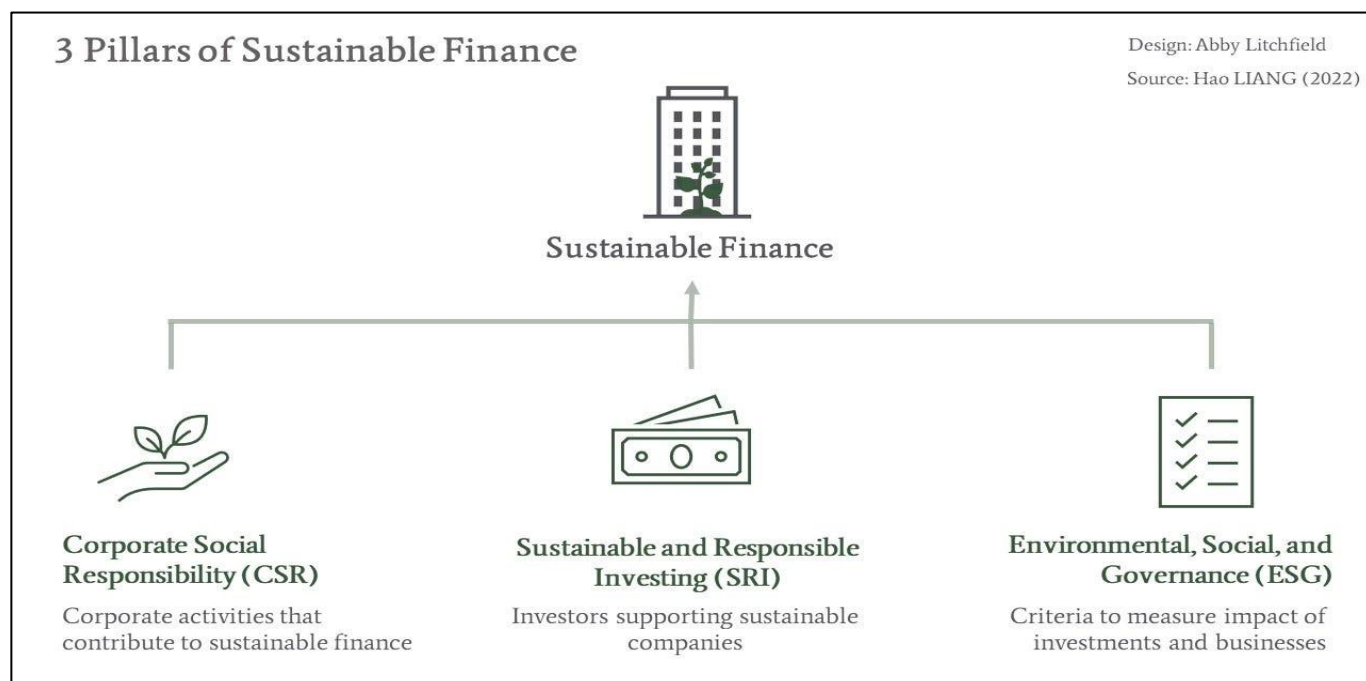 3 Pillars of Sustainable Finance
Design: Abby Litchfield
Source: Hao LIANG (2022)
Sustainable Finance
Corporate Social
Responsibility (CSR)
Corporate activities that
contribute to sustainable finance
Sustainable and Responsible
Investing (SRI)
Investors supporting sustainable
companies
Environmental, Social, and
Governance (ESG)
Criteria to measure impact of
investments and businesses